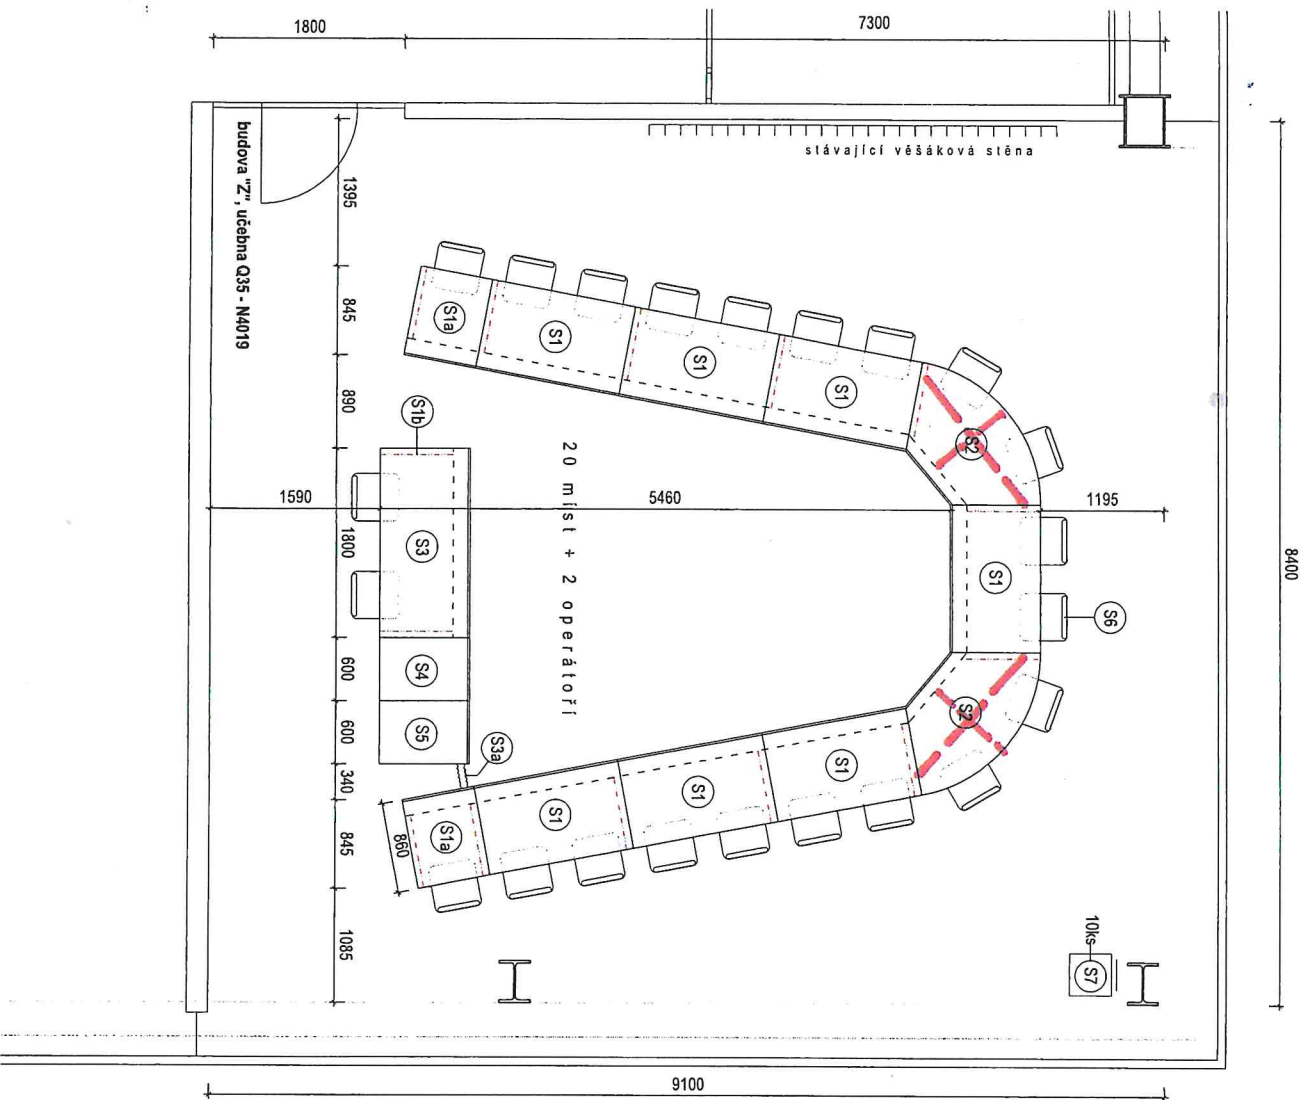 1800
7300
stávající věšáková stěna
budova "Z", učebna Q35 - N4019
1395
845
890
1800
600
600
340
845
1085
S1a
S1
S1
S1
S2
S1
S6
S2
S1
S1
S1
S1a
860
S1b
S3
S4
S5
S3a
20 míst + 2 operátoří
1590
5460
1195
8400
10ks
S7
9100